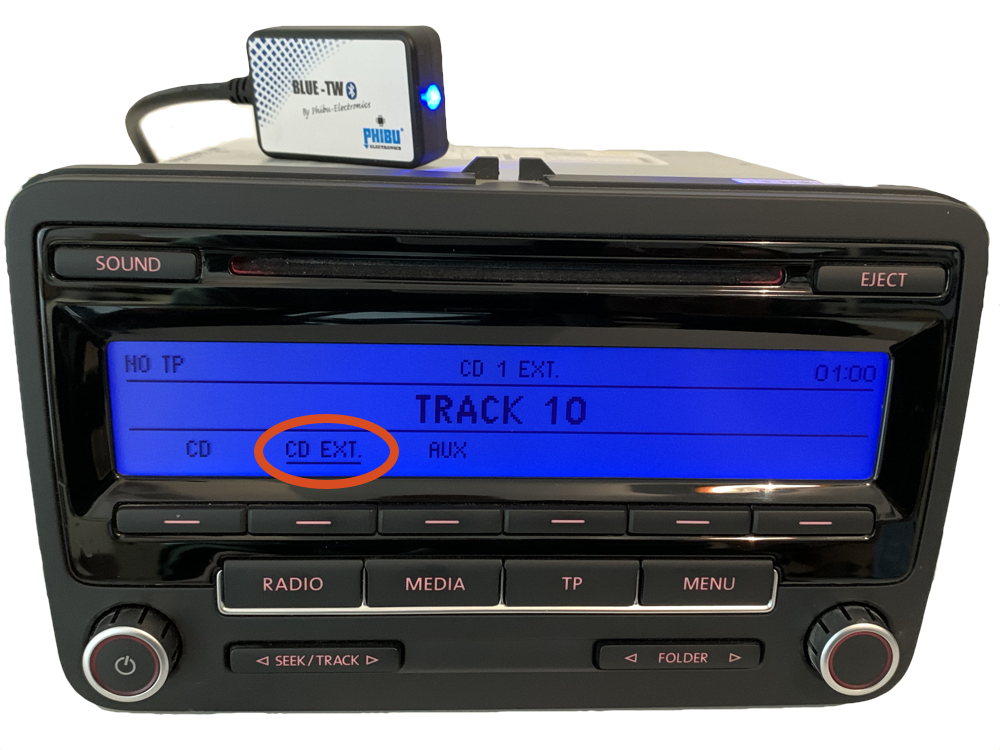 BLUE-TW
By Phibu-Electronics
PHIBU
ELECTRONICS
SOUND
EJECT
NO TP CD 1 EXT. 01:00
TRACK 10
CD CD EXT. AUX
RADIO MEDIA TP MENU
SEEK/TRACK FOLDER